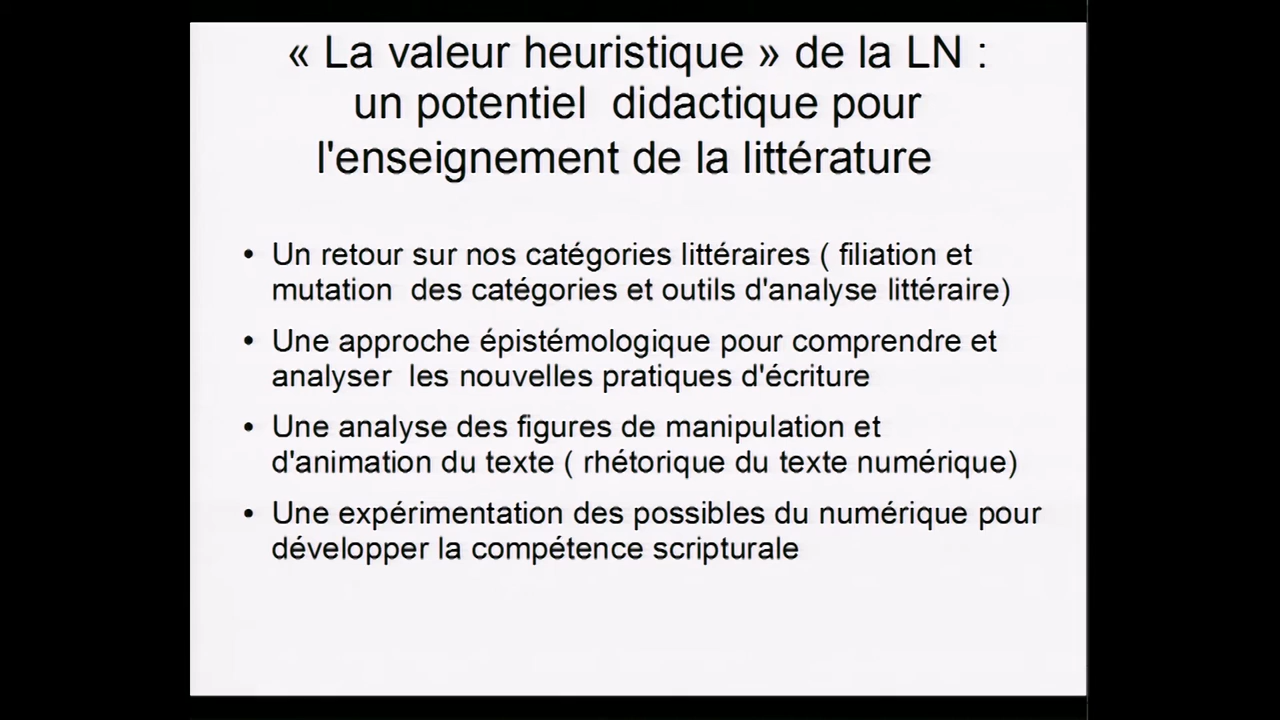 « La valeur heuristique » de la LN :
un potentiel didactique pour
l'enseignement de la littérature
• Un retour sur nos catégories littéraires ( filiation et
mutation des catégories et outils d'analyse littéraire)
• Une approche épistémologique pour comprendre et
analyser les nouvelles pratiques d'écriture
• Une analyse des figures de manipulation et
d'animation du texte ( rhétorique du texte numérique)
• Une expérimentation des possibles du numérique pour
développer la compétence scripturale